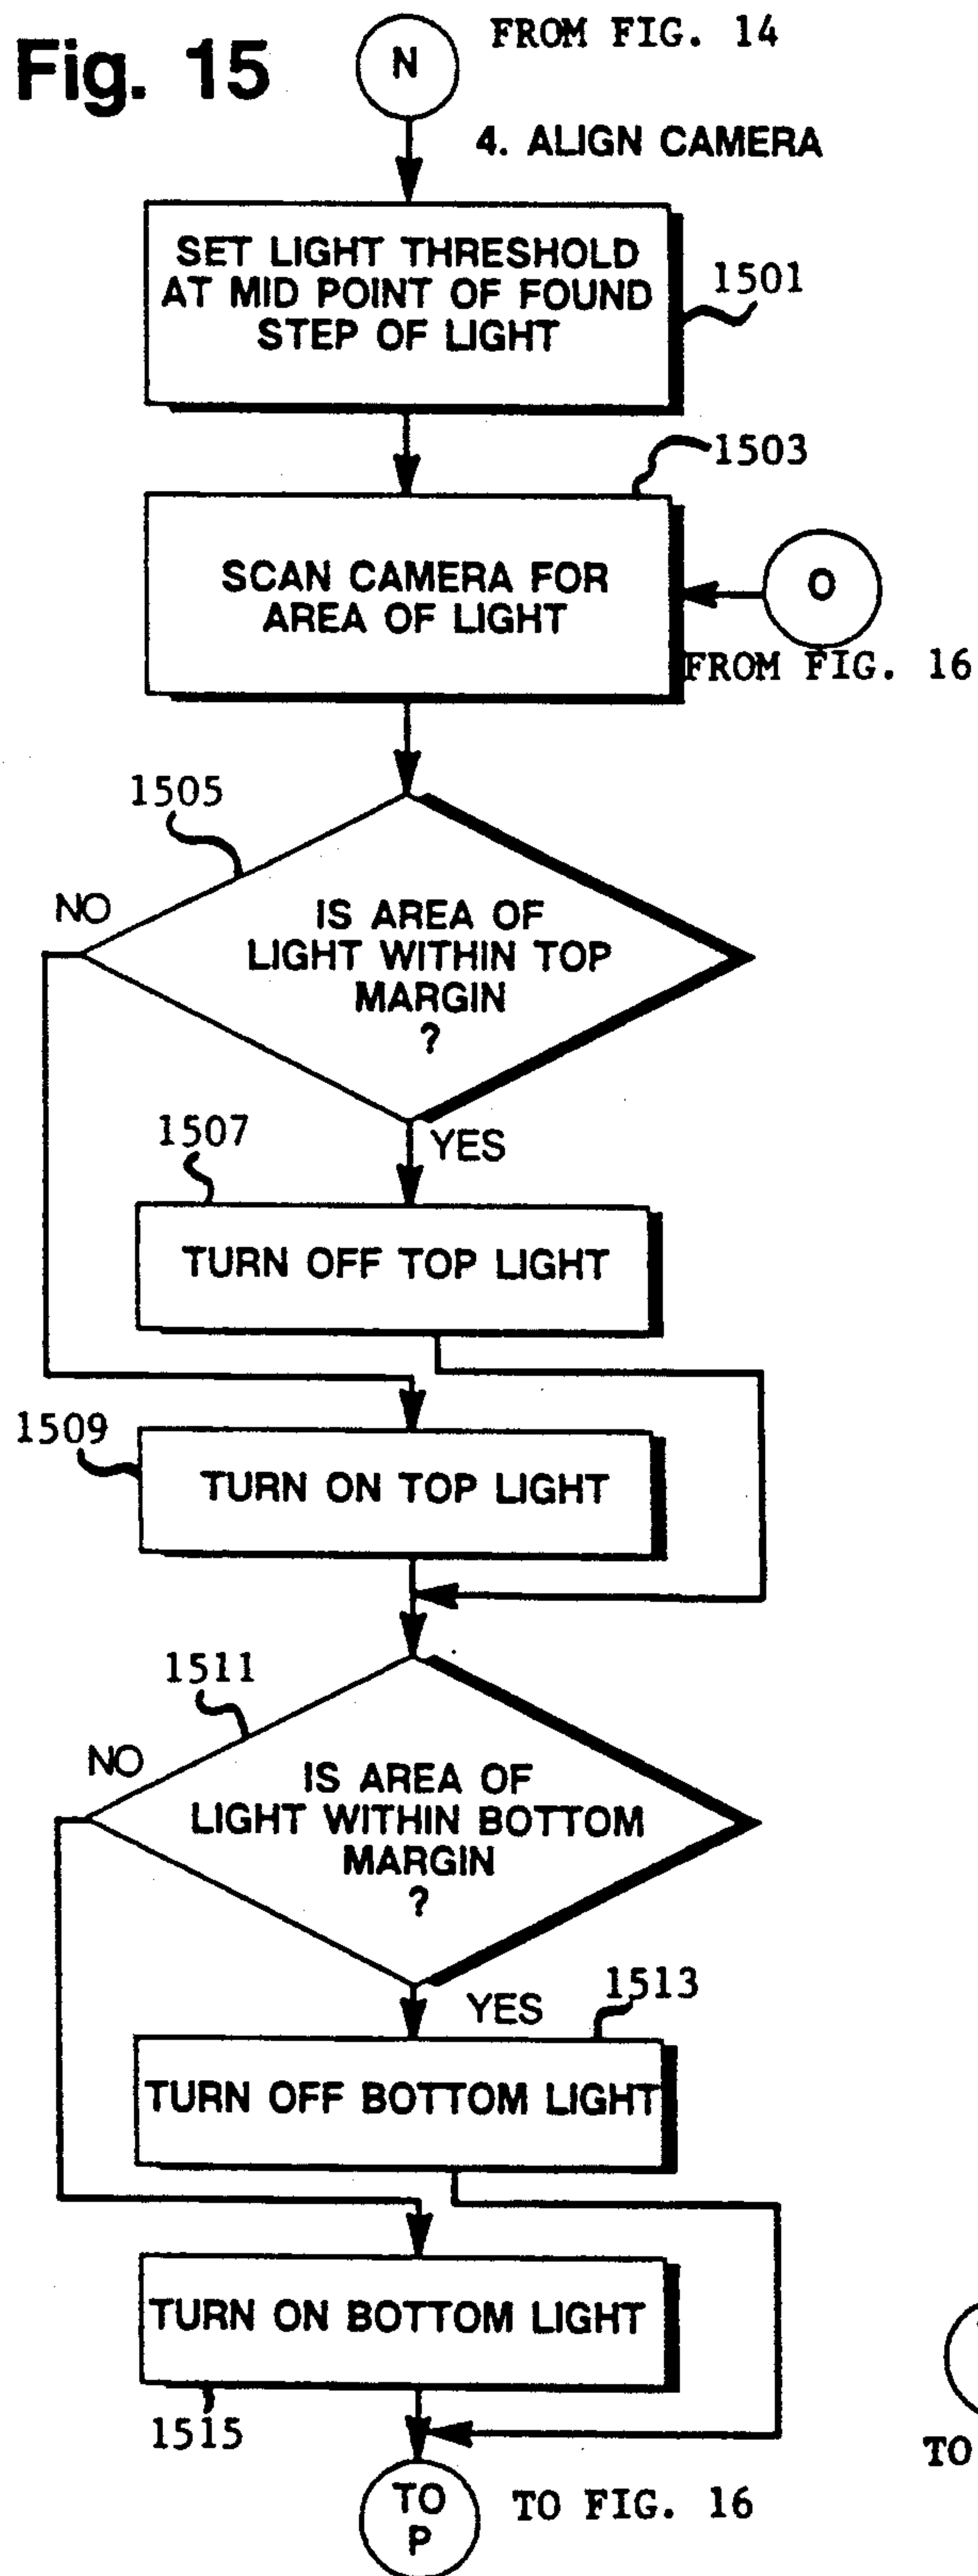 Fig. 15
N
FROM FIG. 14
4. ALIGN CAMERA
SET LIGHT THRESHOLD
AT MID POINT OF FOUND
STEP OF LIGHT
1501
1503
SCAN CAMERA FOR
AREA OF LIGHT
O
FROM FIG. 16
1505
NO
IS AREA OF
LIGHT WITHIN TOP
MARGIN
?
YES
1507
TURN OFF TOP LIGHT
1509
TURN ON TOP LIGHT
1511
NO
IS AREA OF
LIGHT WITHIN BOTTOM
MARGIN
?
YES
1513
TURN OFF BOTTOM LIGHT
TURN ON BOTTOM LIGHT
1515
TO
TO
P
TO FIG. 16